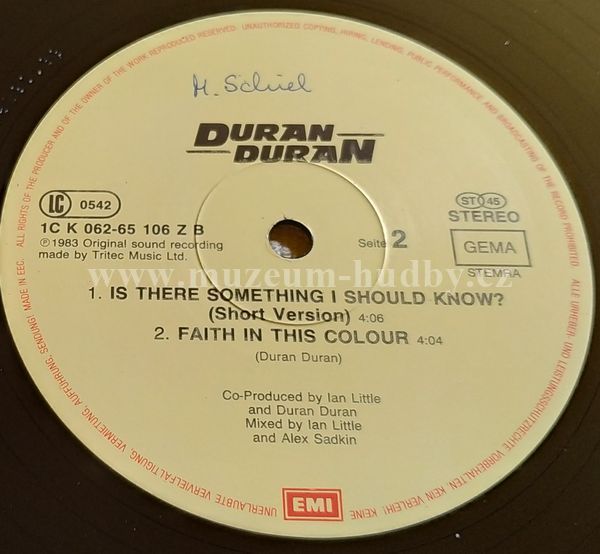 UNAUTHORIZED COPYING, HIRING, LENDING, PUBLIC PERFORMANCE AND BROADCASTING OF THE RECORD PROHIBITED
ALL RIGHTS OF THE PRODUCER AND OF THE OWNER OF THE WORK REPRODUCED RESERVED
M. Schiel
DURAN
DURAN
LC 0542
1C K 062-65 106 Z B
℗ 1983 Original sound recording
made by Tritec Music Ltd.
Seite 2
ST 45
STEREO
GEMA
STEMRA
www.muzeum-hudby.cz
1. IS THERE SOMETHING I SHOULD KNOW?
(Short Version) 4:06
2. FAITH IN THIS COLOUR 4:04
(Duran Duran)
Co-Produced by Ian Little
and Duran Duran
Mixed by Ian Little
and Alex Sadkin
EMI
MADE IN EEC.
ALLE URHEBER- UND LEISTUNGSSCHUTZRECHTE VORBEHALTEN KEIN VERLEIH! KEINE
UNERLAUBTE VERVIELFÄLTIGUNG, VERMIETUNG, AUFFÜHRUNG, SENDUNG!